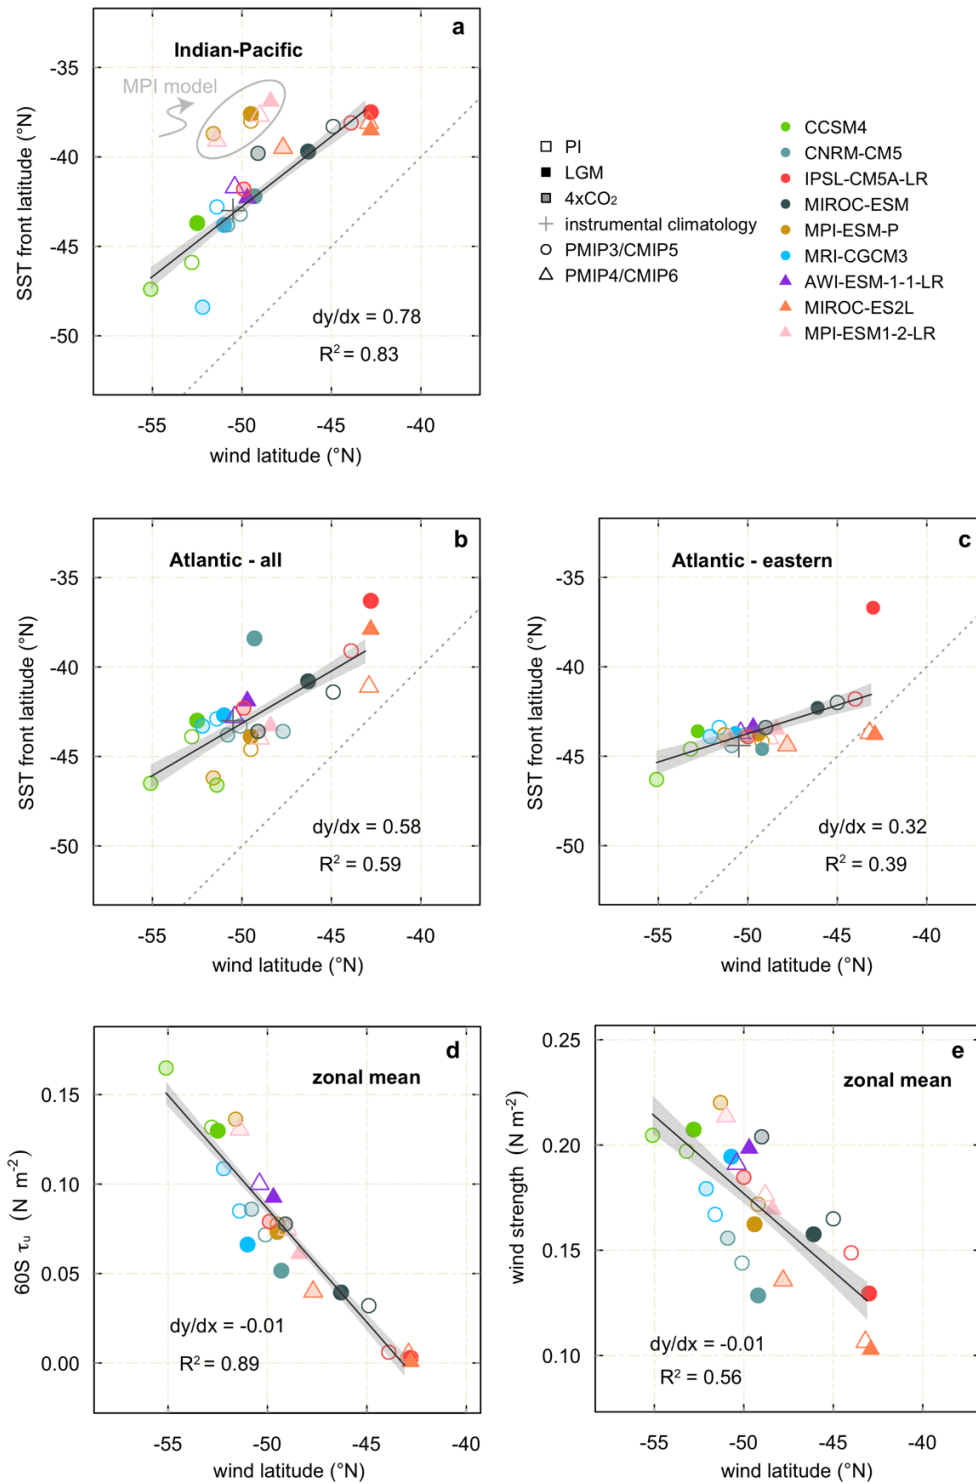 a
Indian-Pacific
MPI model
-35
-40
-45
-50
SST front latitude (°N)
dy/dx = 0.78
R² = 0.83
-55
-50
-45
-40
wind latitude (°N)
PI
LGM
4xCO₂
instrumental climatology
PMIP3/CMIP5
PMIP4/CMIP6
CCSM4
CNRM-CM5
IPSL-CM5A-LR
MIROC-ESM
MPI-ESM-P
MRI-CGCM3
AWI-ESM-1-1-LR
MIROC-ES2L
MPI-ESM1-2-LR
b
Atlantic - all
-35
-40
-45
-50
SST front latitude (°N)
dy/dx = 0.58
R² = 0.59
-55
-50
-45
-40
wind latitude (°N)
c
Atlantic - eastern
-35
-40
-45
-50
SST front latitude (°N)
dy/dx = 0.32
R² = 0.39
-55
-50
-45
-40
wind latitude (°N)
d
zonal mean
0.15
0.10
0.05
0.00
60S τᵤ (N m⁻²)
dy/dx = -0.01
R² = 0.89
-55
-50
-45
-40
wind latitude (°N)
e
zonal mean
0.25
0.20
0.15
0.10
wind strength (N m⁻²)
dy/dx = -0.01
R² = 0.56
-55
-50
-45
-40
wind latitude (°N)